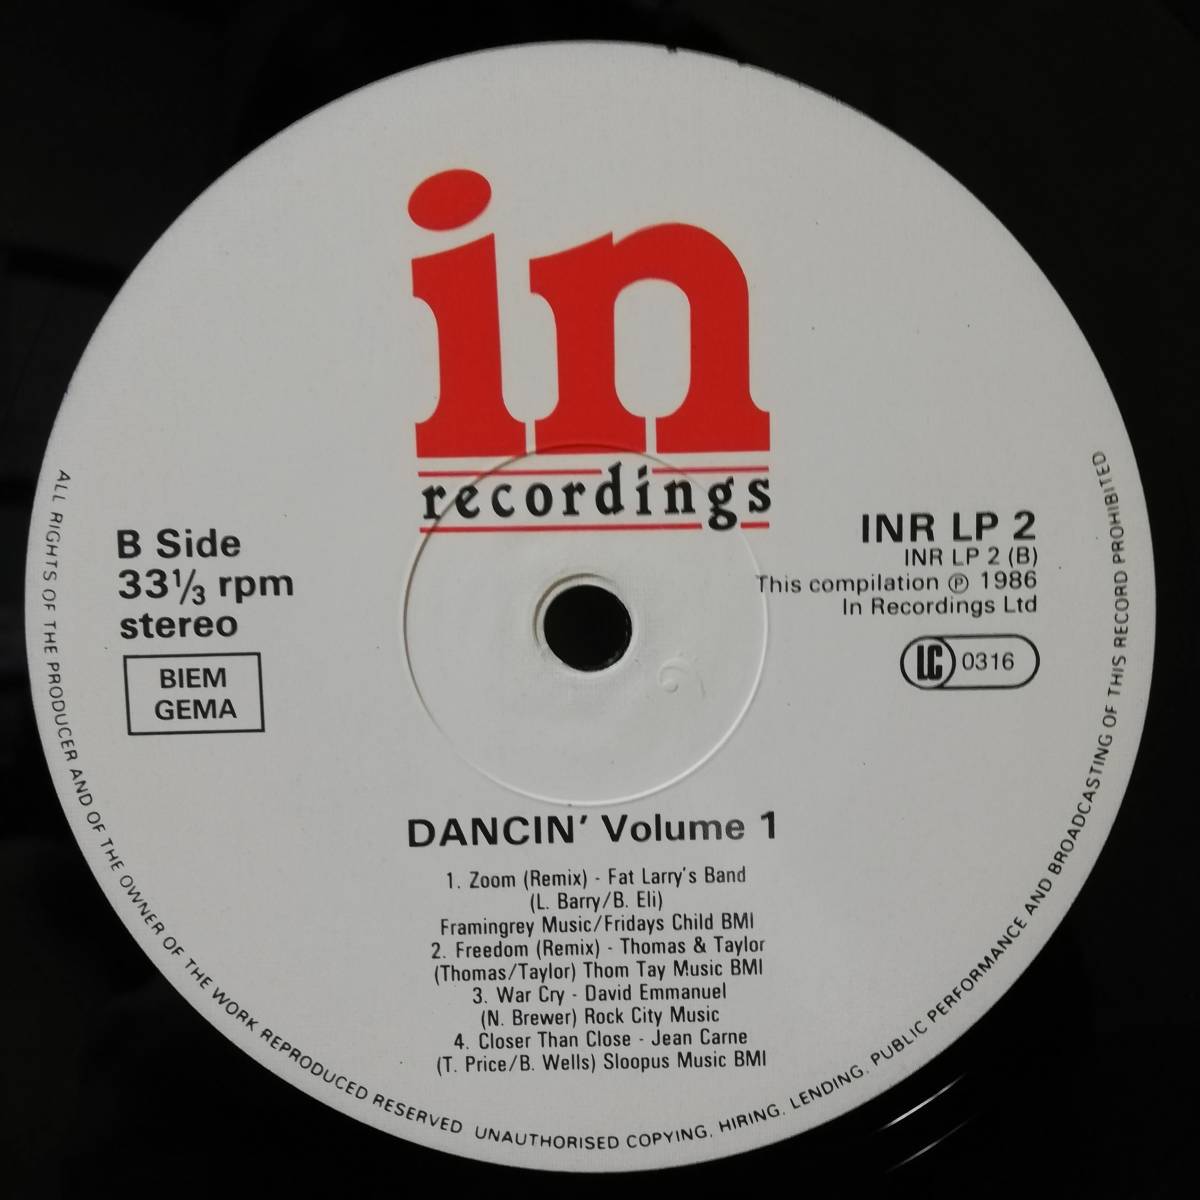 in
recordings
B Side
33⅓ rpm
stereo
BIEM
GEMA
INR LP 2
INR LP 2 (B)
This compilation ℗ 1986
In Recordings Ltd
LC 0316
DANCIN' Volume 1
1. Zoom (Remix) - Fat Larry's Band
(L. Barry/B. Eli)
Framingrey Music/Fridays Child BMI
2. Freedom (Remix) - Thomas & Taylor
(Thomas/Taylor) Thom Tay Music BMI
3. War Cry - David Emmanuel
(N. Brewer) Rock City Music
4. Closer Than Close - Jean Carne
(T. Price/B. Wells) Sloopus Music BMI
ALL RIGHTS OF THE PRODUCER AND OF THE OWNER OF THE WORK REPRODUCED RESERVED UNAUTHORISED COPYING, HIRING, LENDING, PUBLIC PERFORMANCE AND BROADCASTING OF THIS RECORD PROHIBITED